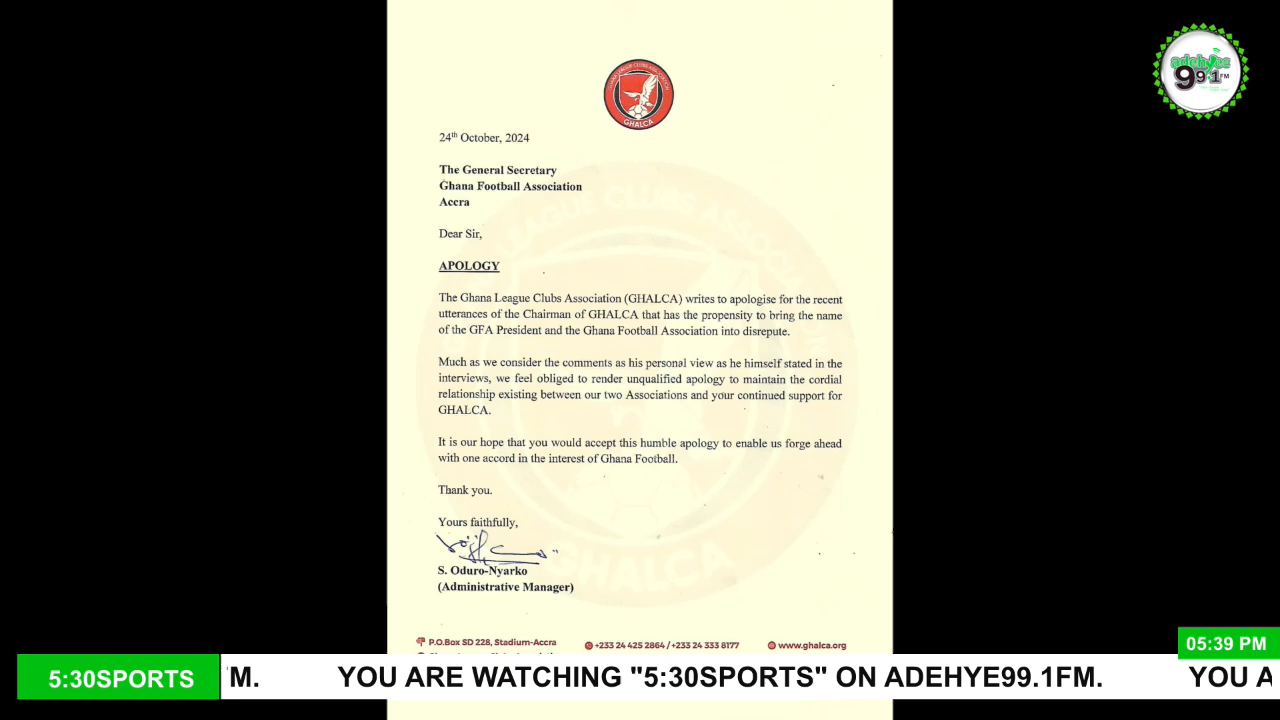 GHANA LEAGUE CLUBS ASSOCIATION
GHALCA
adehyee
99.1FM
24th October, 2024
The General Secretary
Ghana Football Association
Accra
Dear Sir,
APOLOGY
The Ghana League Clubs Association (GHALCA) writes to apologise for the recent
utterances of the Chairman of GHALCA that has the propensity to bring the name
of the GFA President and the Ghana Football Association into disrepute.
Much as we consider the comments as his personal view as he himself stated in the
interviews, we feel obliged to render unqualified apology to maintain the cordial
relationship existing between our two Associations and your continued support for
GHALCA.
It is our hope that you would accept this humble apology to enable us forge ahead
with one accord in the interest of Ghana Football.
Thank you.
Yours faithfully,
S. Oduro-Nyarko
(Administrative Manager)
P.O.Box SD 228, Stadium-Accra
+233 24 425 2864 / +233 24 333 8177
www.ghalca.org
05:39 PM
5:30SPORTS
M. YOU ARE WATCHING "5:30SPORTS" ON ADEHYE99.1FM. YOU A